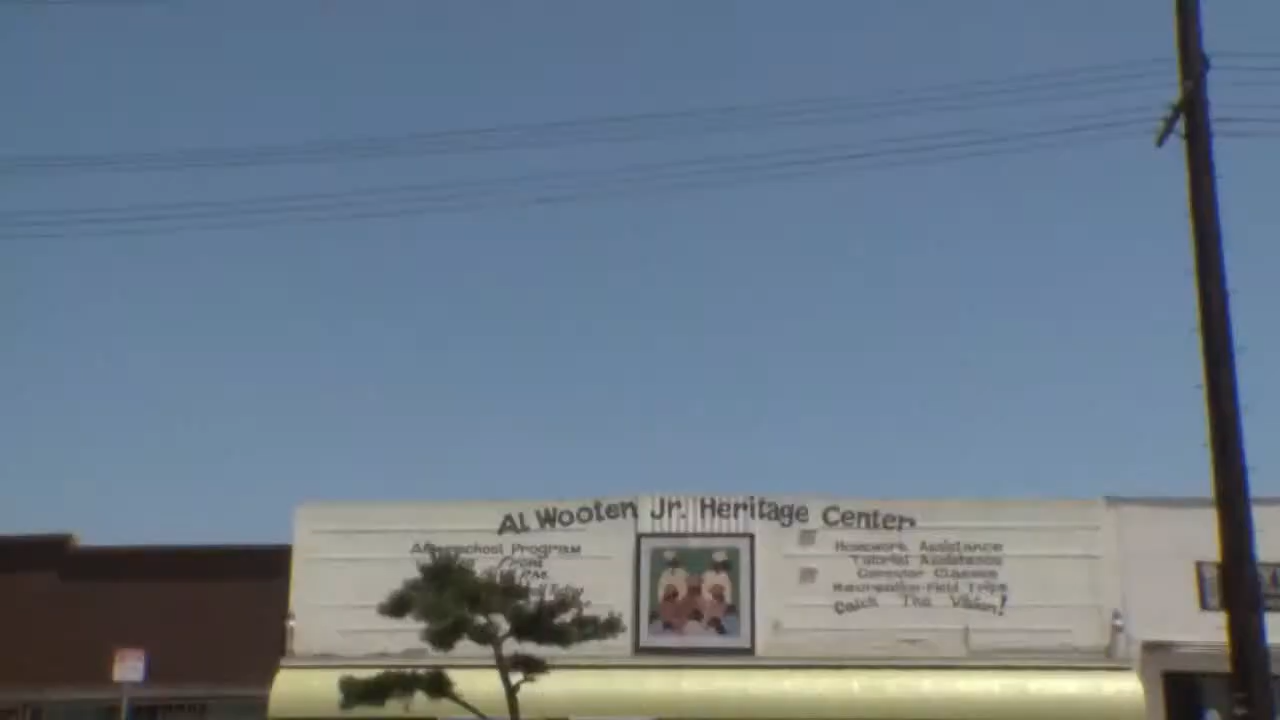 Al Wooten Jr. Heritage Center
Afterschool Program
From
Homework Assistance
Tutorial Assistance
Computer Classes
Recreation-Field Trips
Catch The Vision!